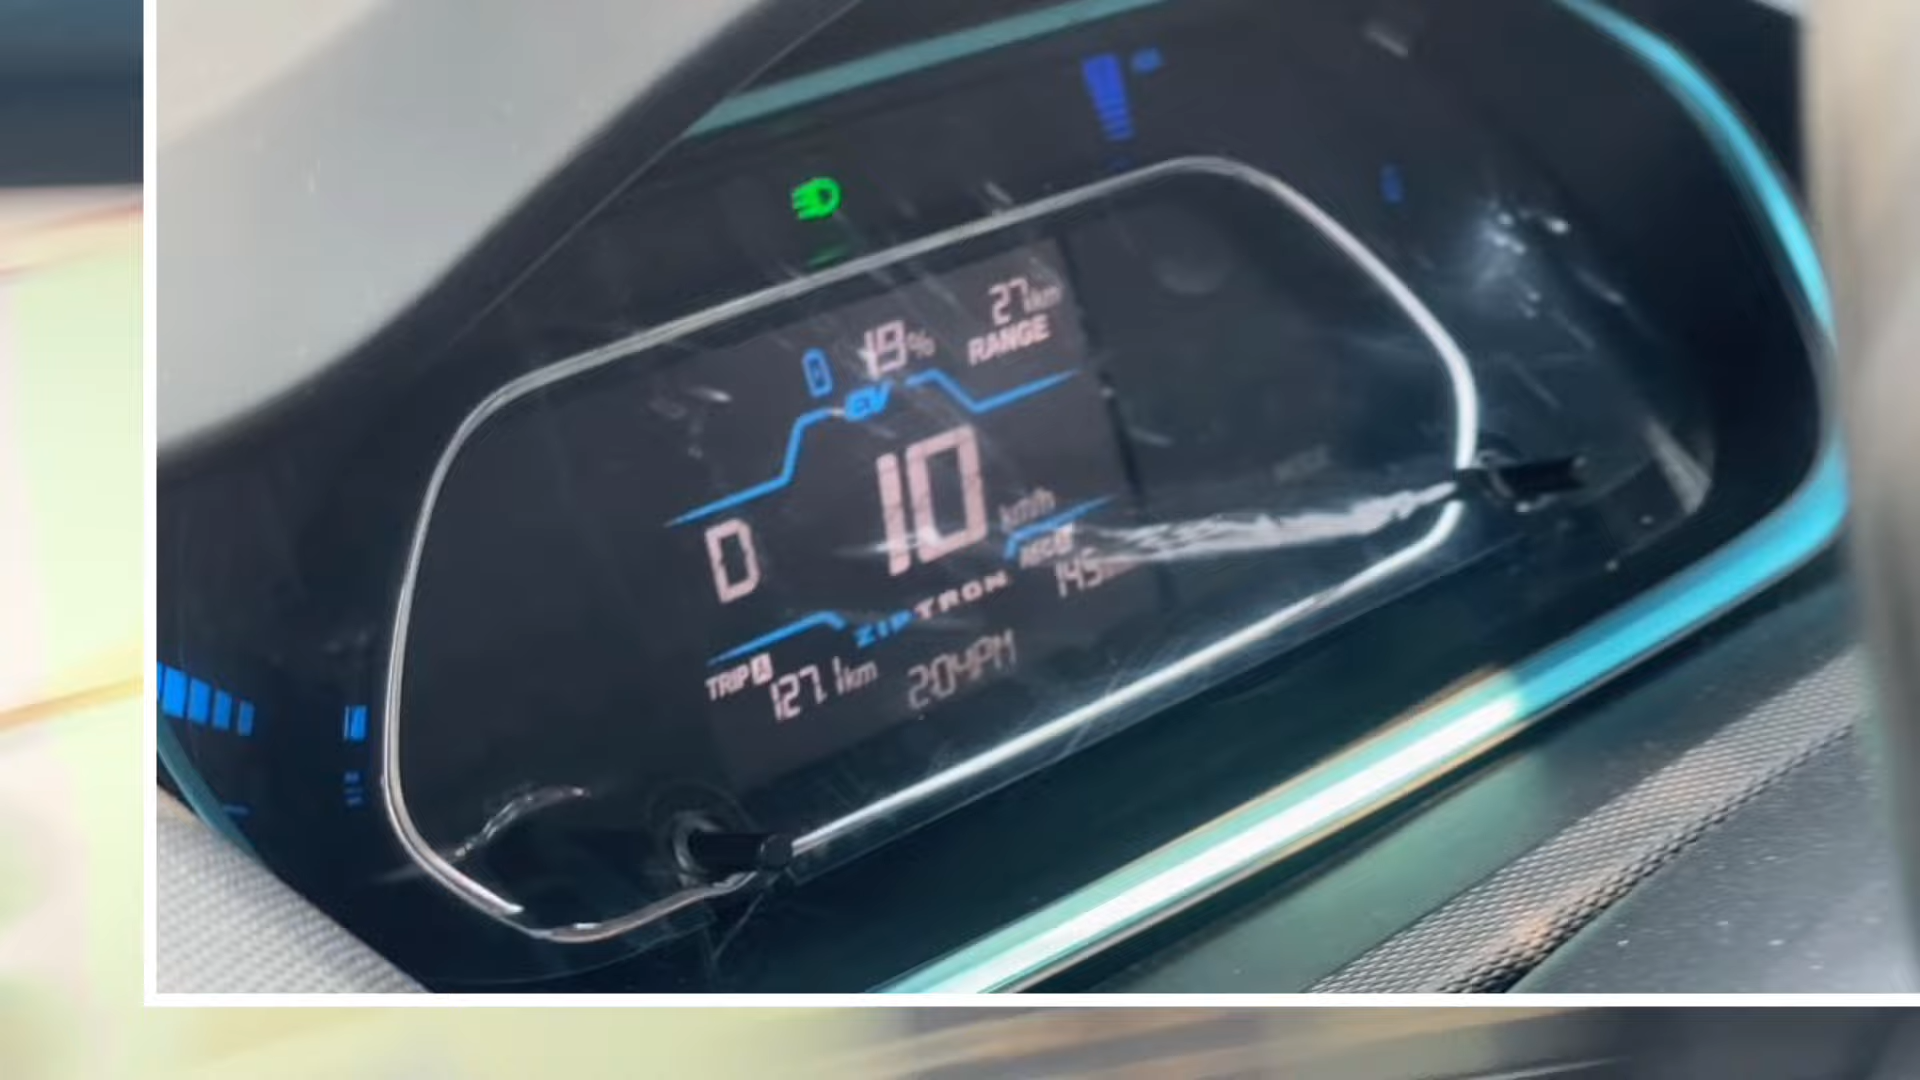 27km
19%
RANGE
EV
10
km/h
D
ZIPTRON
TRIP A
127.1km
2:04PM